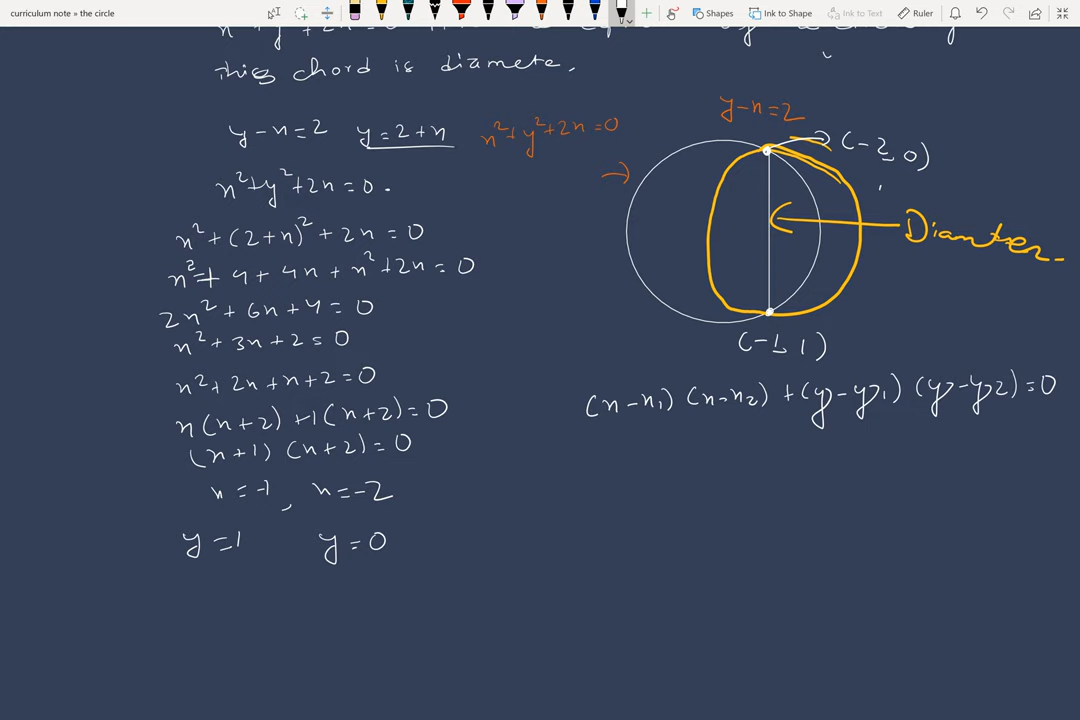 curriculum note » the circle
Shapes Ink to Shape Ink to Text Ruler
this chord is diamete.
y-x=2 y=2+x x²+y²+2x=0
x²+y²+2x=0.
x²+(2+x)²+2x=0
x²+4+4x+x²+2x=0
2x²+6x+4=0
x²+3x+2=0
x²+2x+x+2=0
x(x+2)+1(x+2)=0
(x+1)(x+2)=0
x=-1, x=-2
y=1 y=0
y-x=2
(-2,0)
Diamter.
(-1,1)
(x-x₁)(x-x₂)+(y-y₁)(y-y₂)=0